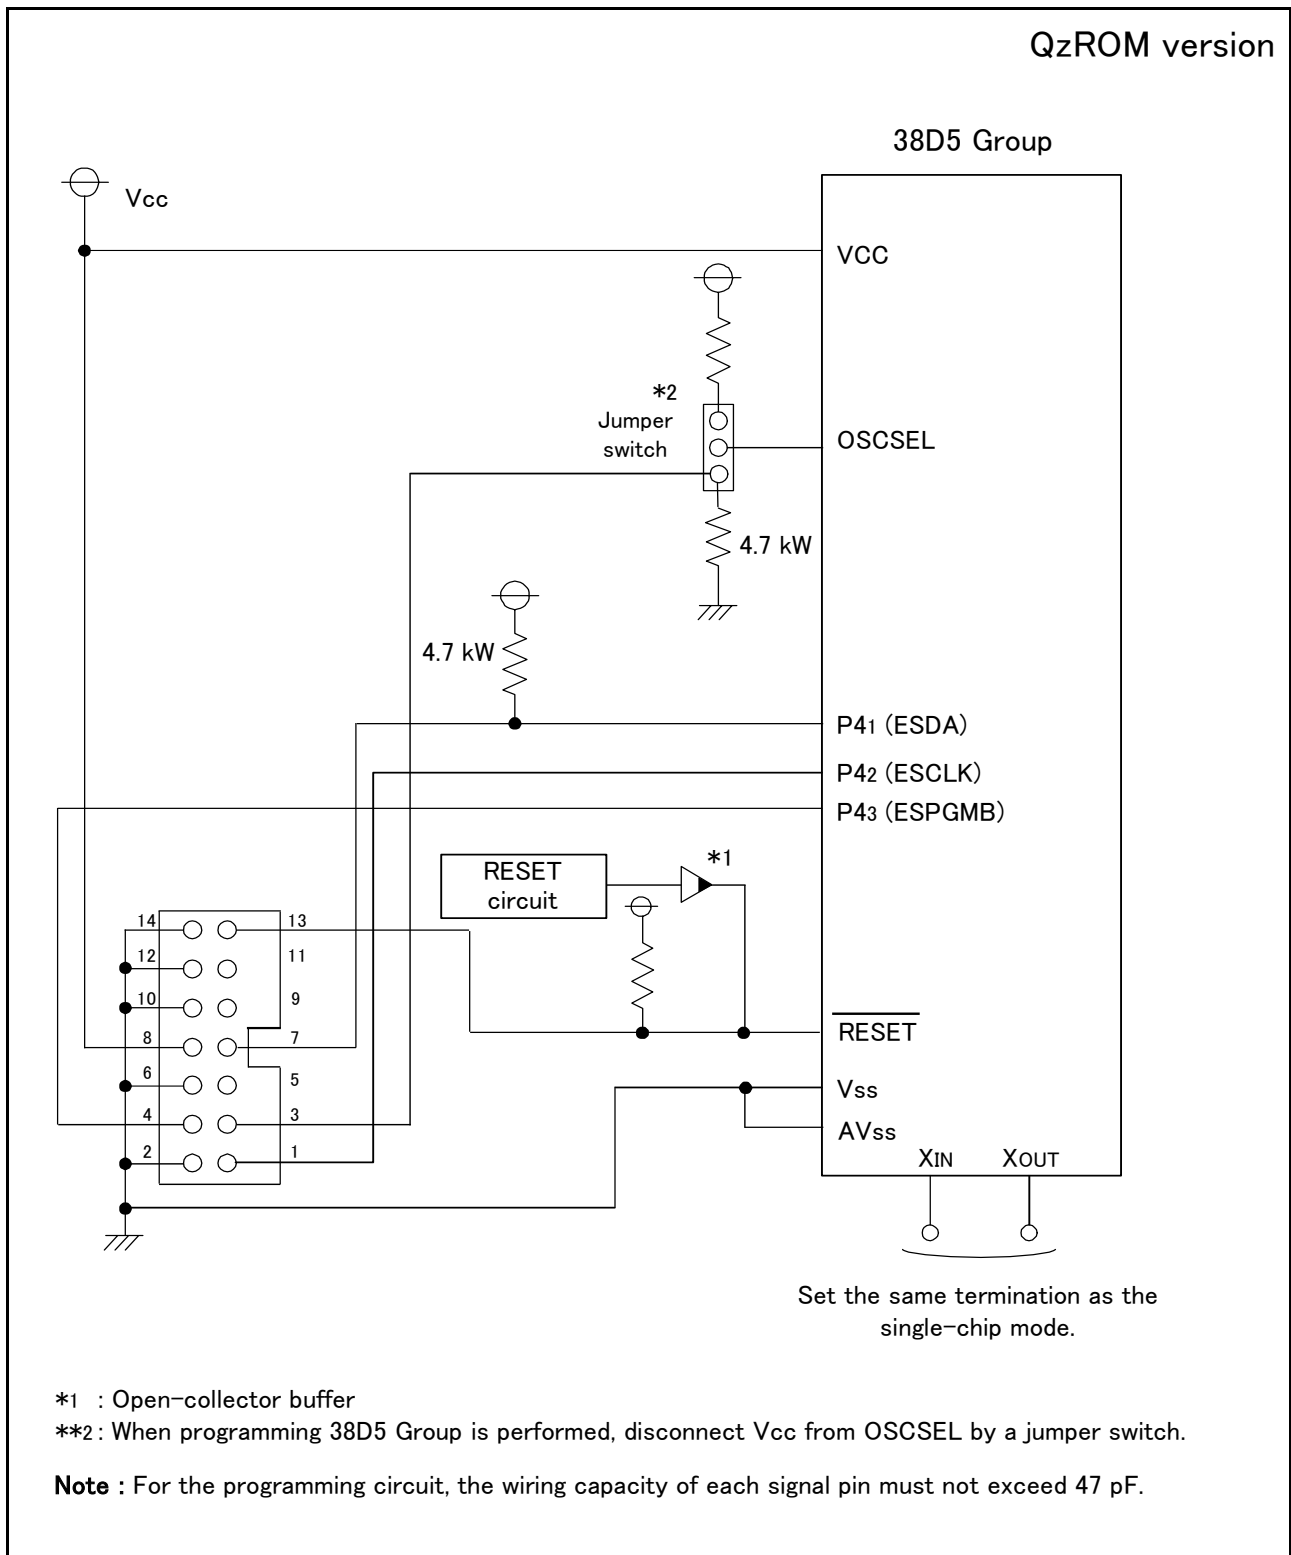 QzROM version
38D5 Group
Vcc
VCC
*2
Jumper
switch
OSCSEL
4.7 kW
4.7 kW
P41 (ESDA)
P42 (ESCLK)
P43 (ESPGMB)
RESET
circuit
*1
14
13
12
11
10
9
8
7
6
5
4
3
2
1
RESET
Vss
AVss
XIN
XOUT
Set the same termination as the
single-chip mode.
*1 : Open-collector buffer
**2 : When programming 38D5 Group is performed, disconnect Vcc from OSCSEL by a jumper switch.
Note : For the programming circuit, the wiring capacity of each signal pin must not exceed 47 pF.